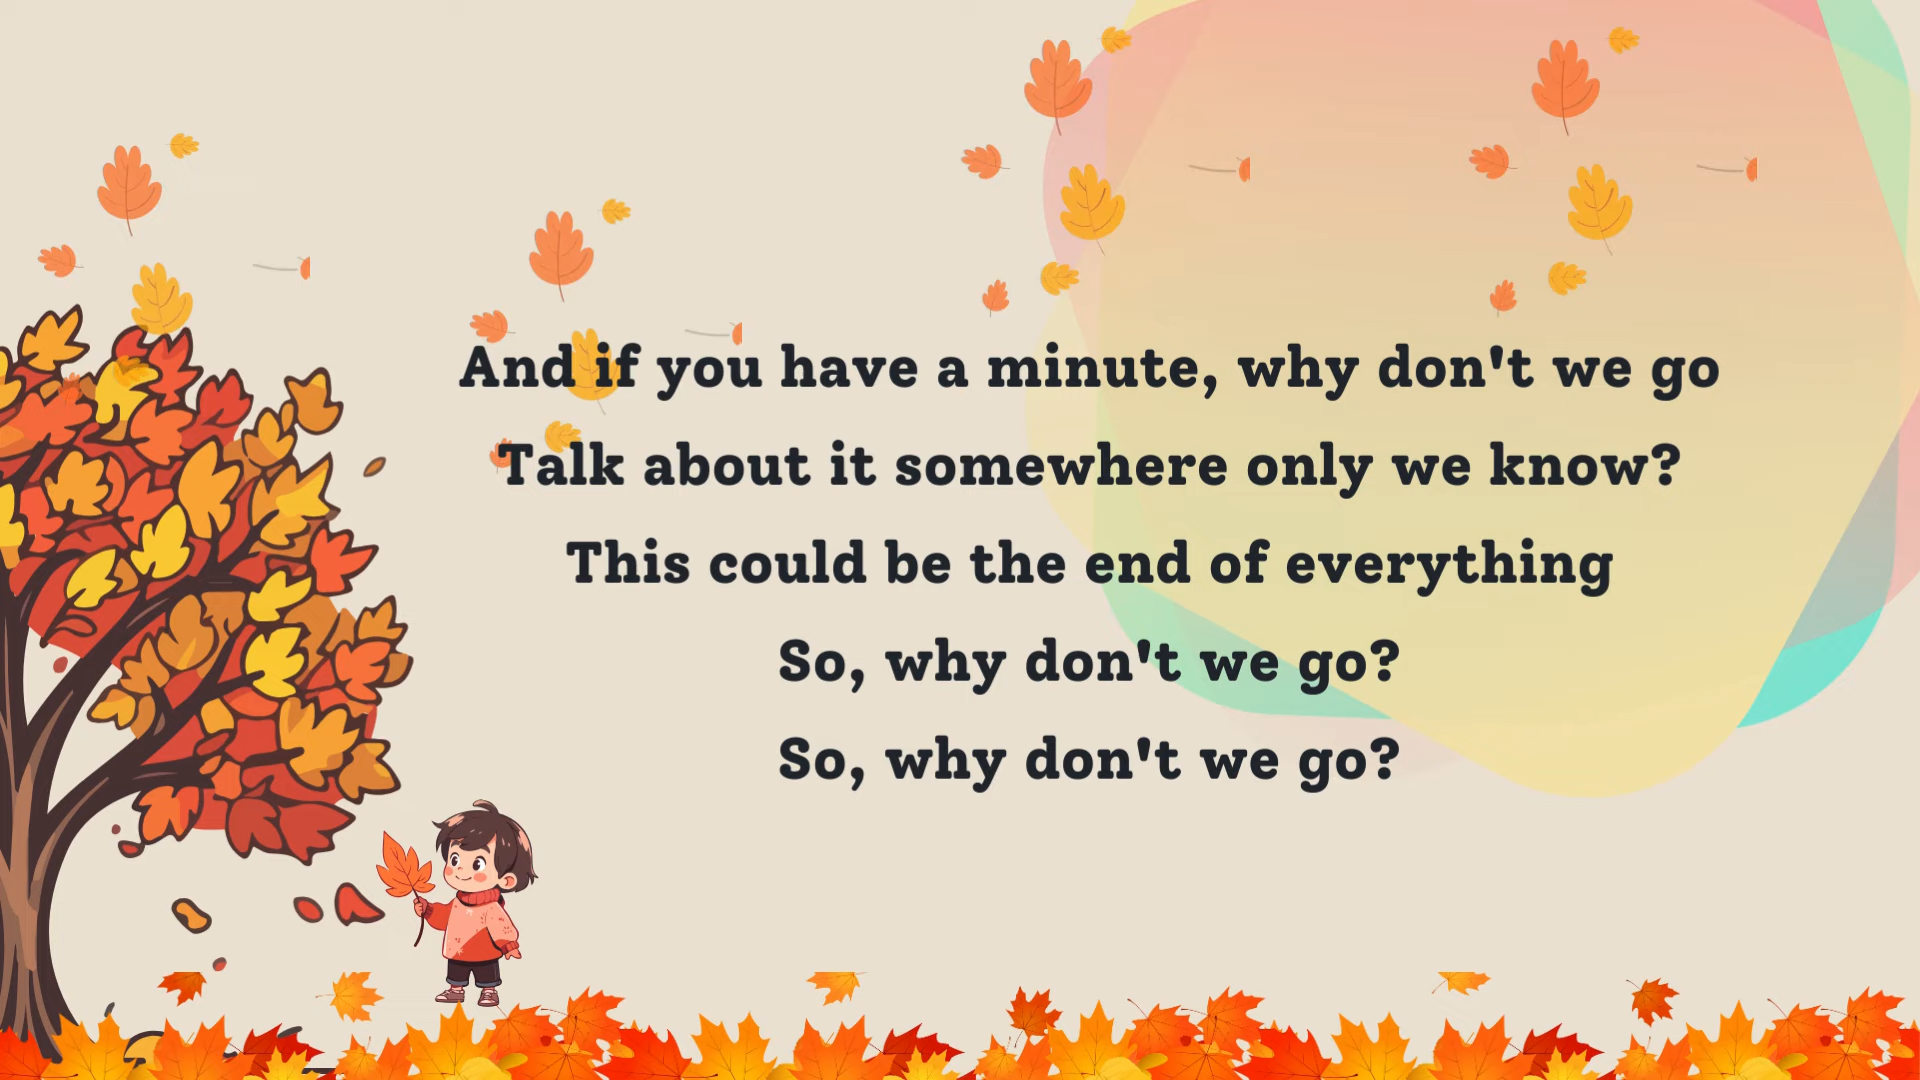 And if you have a minute, why don't we go
Talk about it somewhere only we know?
This could be the end of everything
So, why don't we go?
So, why don't we go?